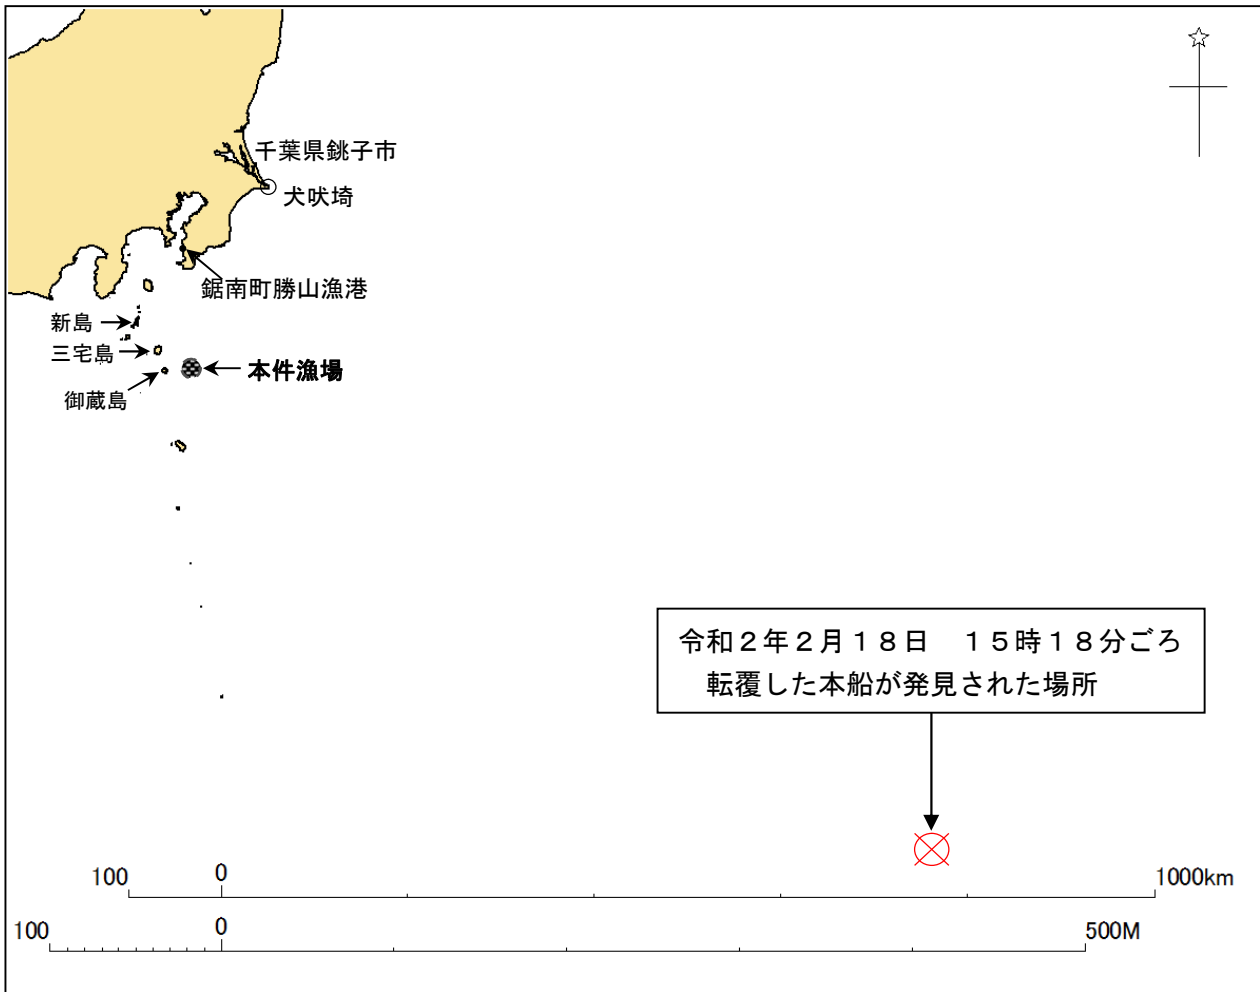 千葉県銚子市
犬吠埼
鋸南町勝山漁港
新島
三宅島
本件漁場
御蔵島
令和２年２月１８日　１５時１８分ごろ
転覆した本船が発見された場所
100 0 1000km
100 0 500M